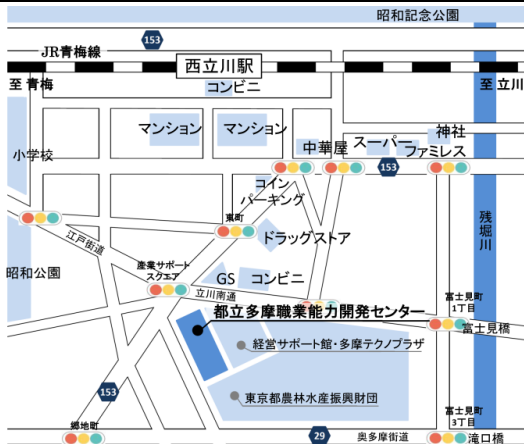 昭和記念公園
153
JR青梅線
西立川駅
至 青梅
至 立川
コンビニ
マンション
マンション
中華屋
スーパー
神社
ファミレス
小学校
153
コイン
パーキング
東町
ドラッグストア
残堀川
江戸街道
産業サポート
スクエア
昭和公園
GS
コンビニ
立川南通
富士見町
1丁目
都立多摩職業能力開発センター
富士見橋
経営サポート館・多摩テクノプラザ
153
東京都農林水産振興財団
郷地町
29
奥多摩街道
富士見町
3丁目
滝口橋